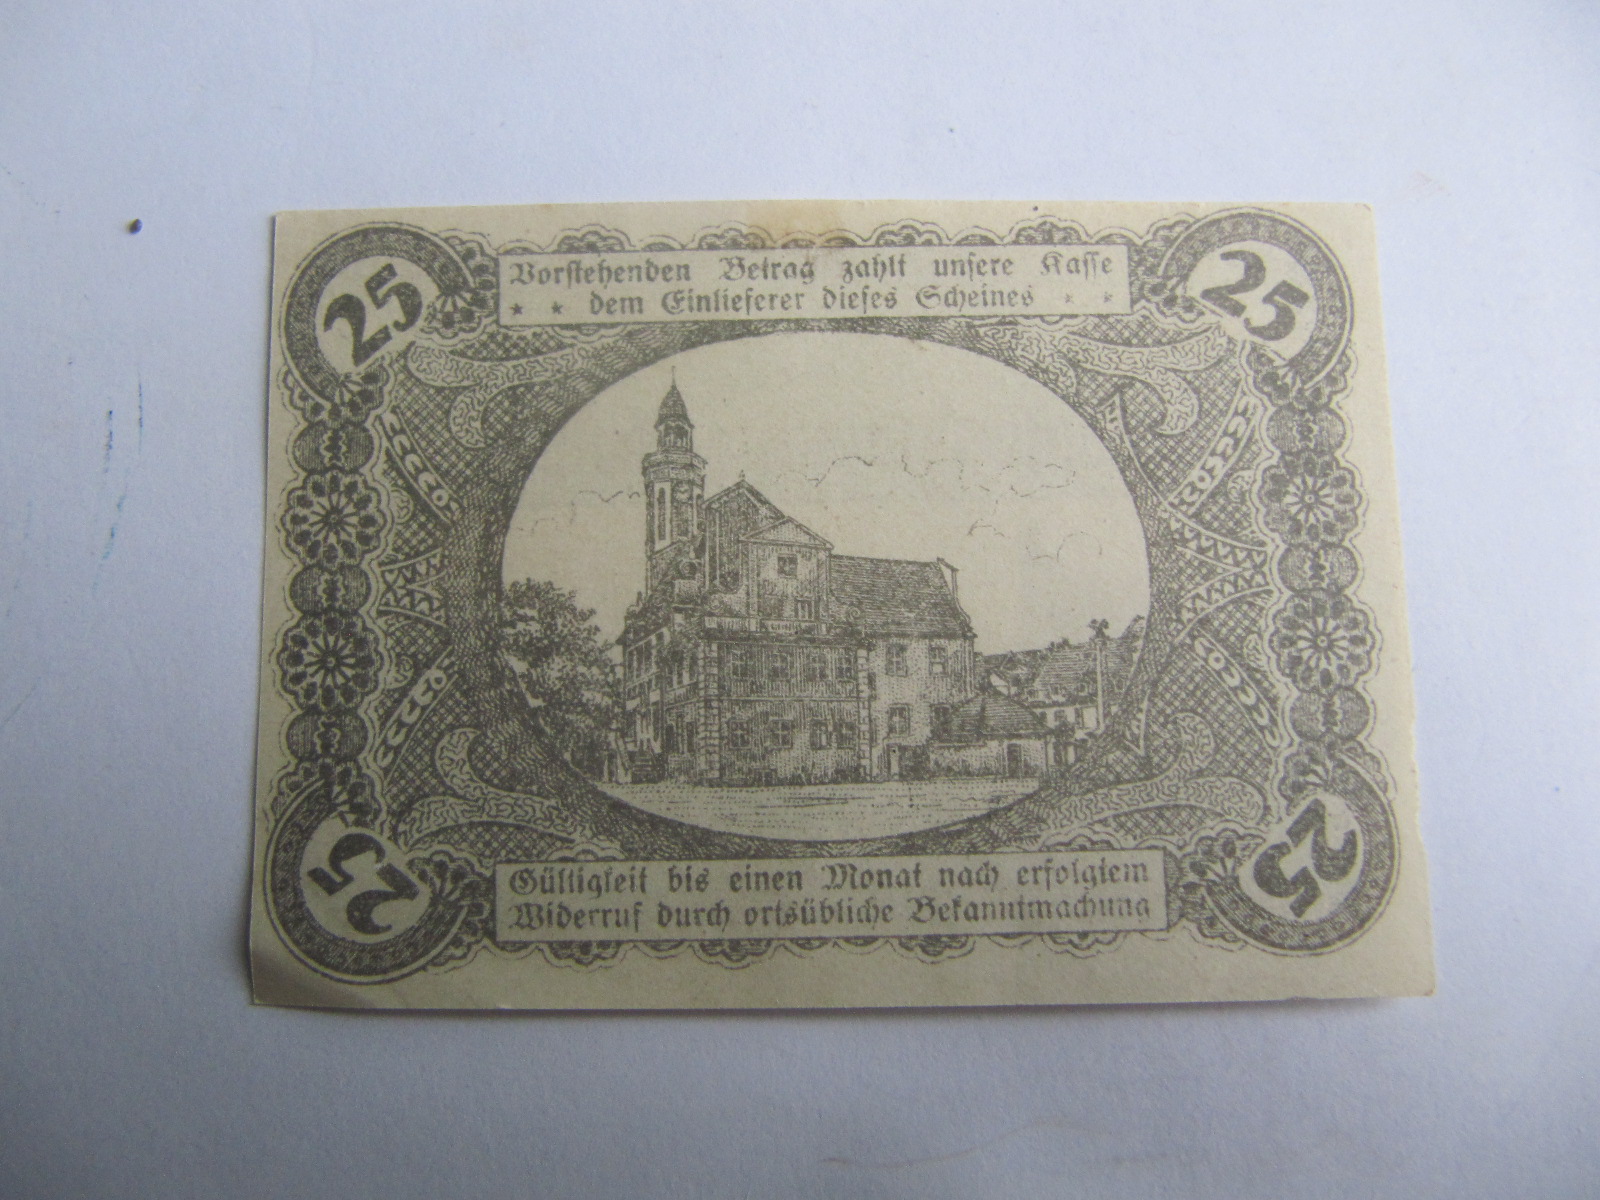 25 25
Vorstehenden Betrag zahlt unsere Kasse
* * dem Einlieferer dieses Scheines * *
Gültigkeit bis einen Monat nach erfolgtem
Widerruf durch ortsübliche Bekanntmachung
25 25